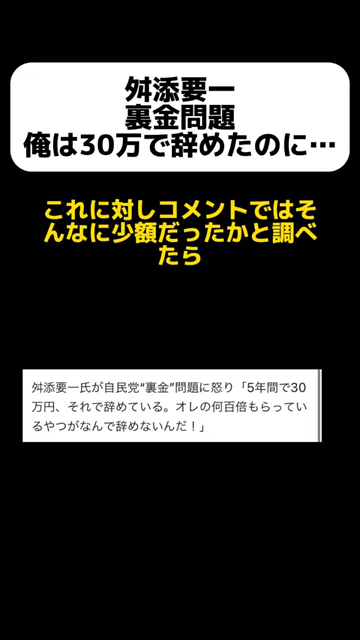 舛添要一
裏金問題
俺は30万で辞めたのに…
これに対しコメントではそ
んなに少額だったかと調べ
たら
舛添要一氏が自民党“裏金”問題に怒り「5年間で30
万円、それで辞めている。オレの何百倍もらってい
るやつがなんで辞めないんだ！」